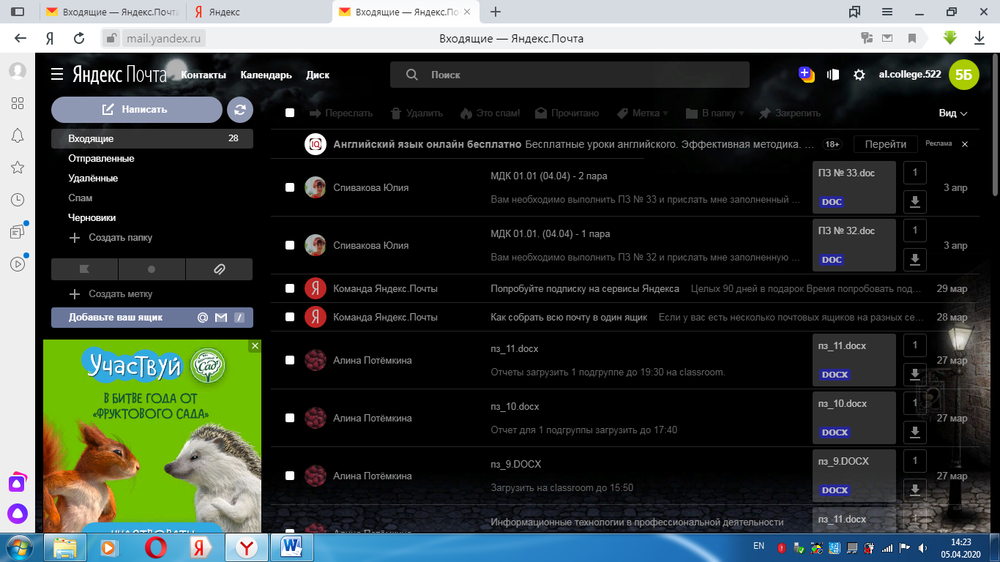 Входящие — Яндекс.Почта
Яндекс
Входящие — Яндекс.По
mail.yandex.ru
Входящие — Яндекс.Почта
Яндекс Почта
Контакты
Календарь
Диск
Поиск
al.college.522
5Б
Написать
Переслать
Удалить
Это спам!
Прочитано
Метка
В папку
Закрепить
Вид
Входящие 28
Отправленные
Удалённые
Спам
Черновики
Создать папку
Создать метку
Добавьте ваш ящик
Участвуй
Фруктовый Сад
В БИТВЕ ГОДА ОТ
«ФРУКТОВОГО САДА»
УЧАСТВОВАТЬ
IQ
Английский язык онлайн бесплатно Бесплатные уроки английского. Эффективная методика. ...
18+
Перейти
Реклама
Спивакова Юлия
МДК 01.01 (04.04) - 2 пара
Вам необходимо выполнить ПЗ № 33 и прислать мне заполненный ...
ПЗ № 33.doc
DOC
1
3 апр
Спивакова Юлия
МДК 01.01. (04.04) - 1 пара
Вам необходимо выполнить ПЗ № 32 и прислать мне заполненную ...
ПЗ № 32.doc
DOC
1
3 апр
Я
Команда Яндекс.Почты
Попробуйте подписку на сервисы Яндекса Целых 90 дней в подарок Время попробовать под...
29 мар
Я
Команда Яндекс.Почты
Как собрать всю почту в один ящик Если у вас есть несколько почтовых ящиков на разных се...
28 мар
Алина Потёмкина
пз_11.docx
Отчеты загрузить 1 подгруппе до 19:30 на classroom.
пз_11.docx
DOCX
1
27 мар
Алина Потёмкина
пз_10.docx
Отчет для 1 подгруппы загрузить до 17:40
пз_10.docx
DOCX
1
27 мар
Алина Потёмкина
пз_9.DOCX
Загрузить на classroom до 15:50
пз_9.DOCX
DOCX
1
27 мар
Алина Потёмкина
Информационные технологии в профессиональной деятельности
пз_11.docx
1
27 мар
EN
14:23
05.04.2020